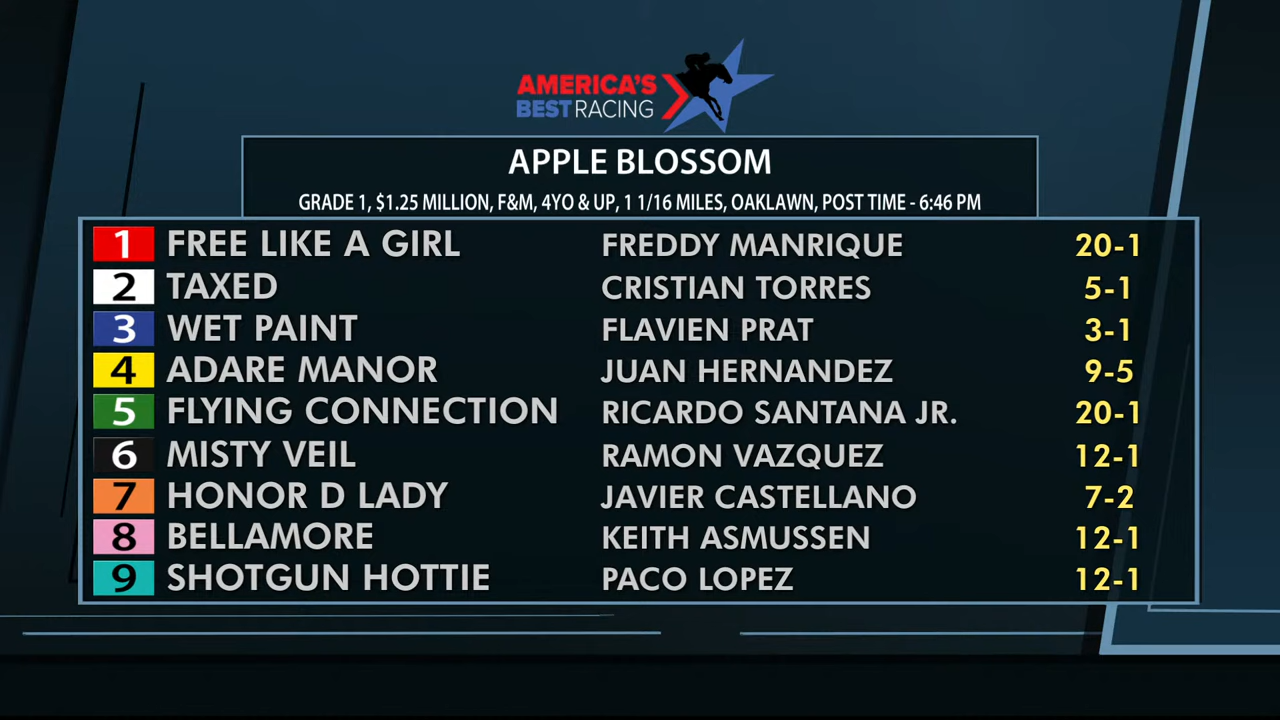 AMERICA'S
BEST RACING
APPLE BLOSSOM
GRADE 1, $1.25 MILLION, F&M, 4YO & UP, 1 1/16 MILES, OAKLAWN, POST TIME - 6:46 PM
1 FREE LIKE A GIRL FREDDY MANRIQUE 20-1
2 TAXED CRISTIAN TORRES 5-1
3 WET PAINT FLAVIEN PRAT 3-1
4 ADARE MANOR JUAN HERNANDEZ 9-5
5 FLYING CONNECTION RICARDO SANTANA JR. 20-1
6 MISTY VEIL RAMON VAZQUEZ 12-1
7 HONOR D LADY JAVIER CASTELLANO 7-2
8 BELLAMORE KEITH ASMUSSEN 12-1
9 SHOTGUN HOTTIE PACO LOPEZ 12-1